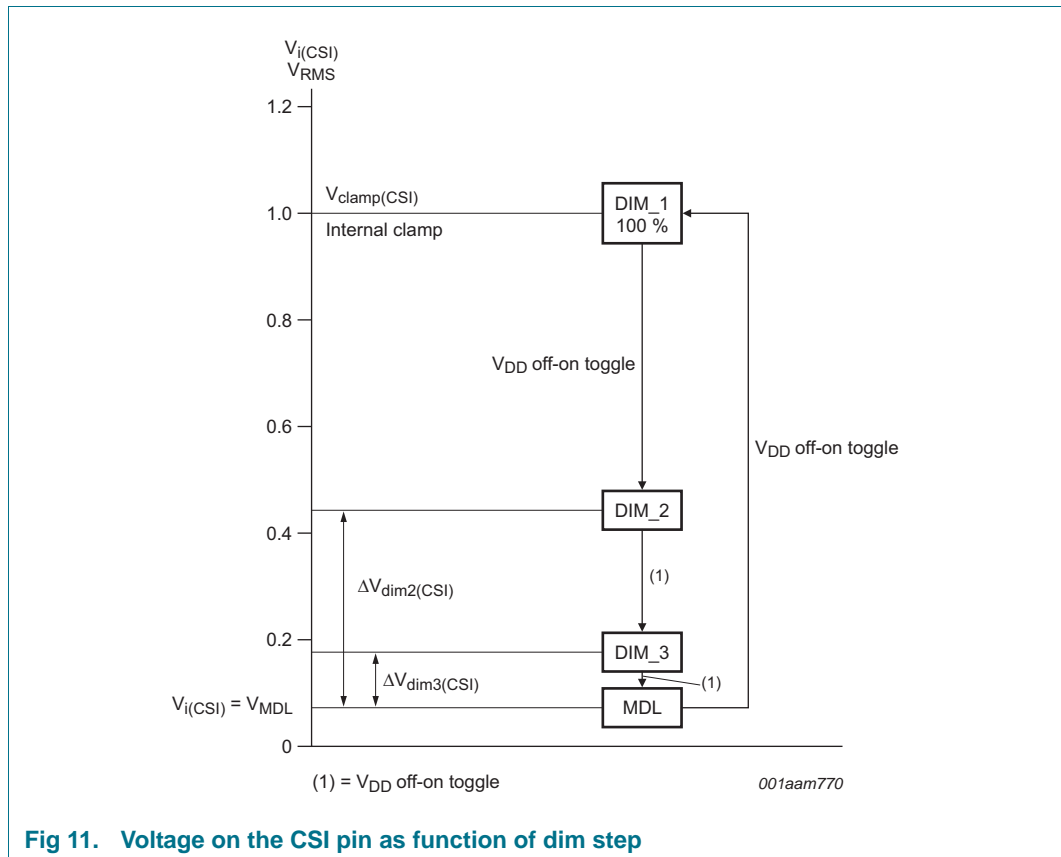 Vi(CSI)
VRMS
1.2
Vclamp(CSI)
DIM_1
100 %
1.0
Internal clamp
0.8
VDD off-on toggle
0.6
VDD off-on toggle
DIM_2
0.4
(1)
ΔVdim2(CSI)
0.2
DIM_3
ΔVdim3(CSI)
(1)
Vi(CSI) = VMDL
MDL
0
(1) = VDD off-on toggle
001aam770
Fig 11. Voltage on the CSI pin as function of dim step